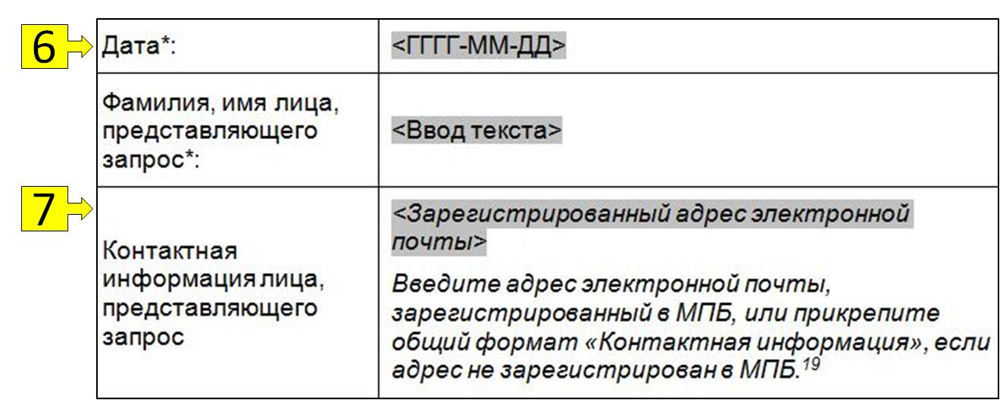 6
Дата*:
<ГГГГ-ММ-ДД>
Фамилия, имя лица,
представляющего
запрос*:
<Ввод текста>
7
Контактная
информация лица,
представляющего
запрос
<Зарегистрированный адрес электронной
почты>
Введите адрес электронной почты,
зарегистрированный в МПБ, или прикрепите
общий формат «Контактная информация», если
адрес не зарегистрирован в МПБ.19